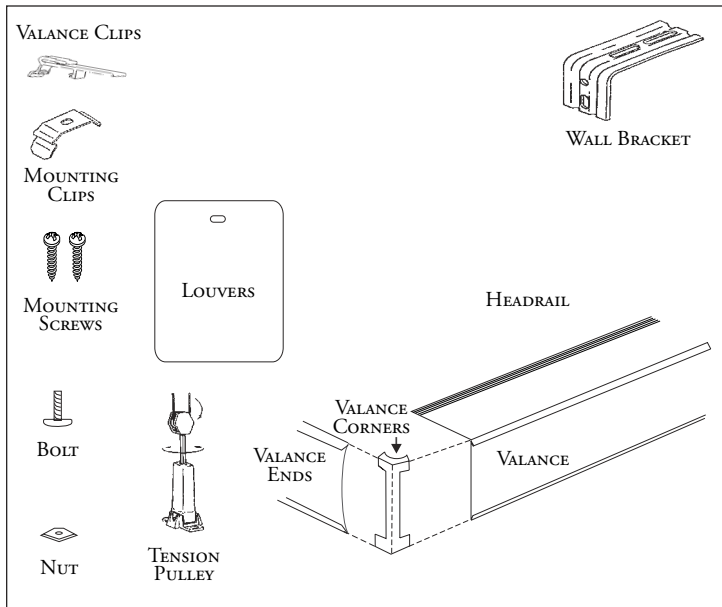 VALANCE CLIPS
WALL BRACKET
MOUNTING
CLIPS
LOUVERS
MOUNTING
SCREWS
HEADRAIL
VALANCE
CORNERS
BOLT
VALANCE
ENDS
VALANCE
NUT
TENSION
PULLEY